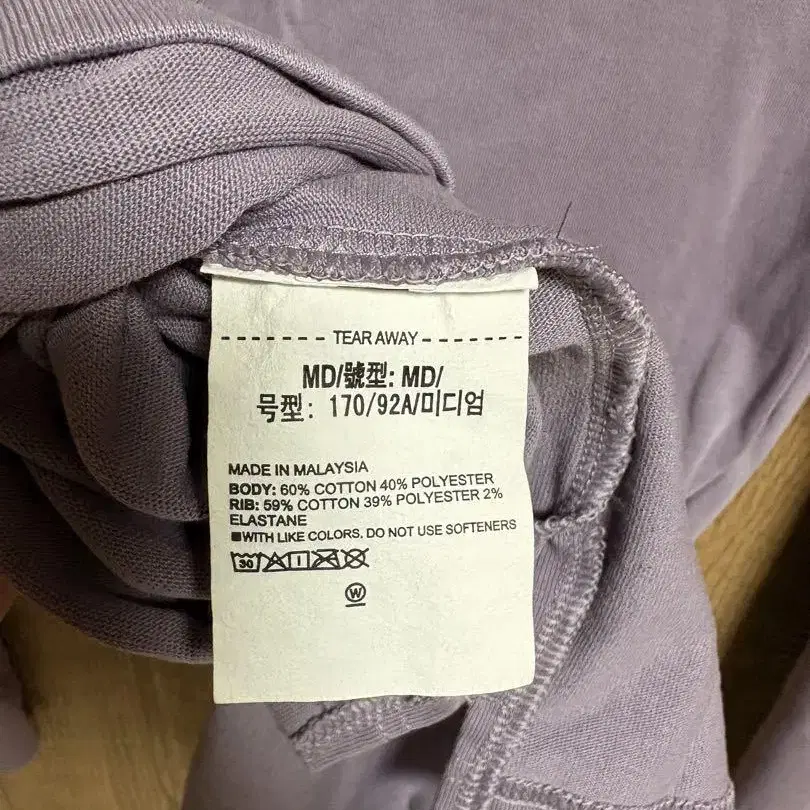 TEAR AWAY
MD/號型: MD/
号型: 170/92A/미디엄
MADE IN MALAYSIA
BODY: 60% COTTON 40% POLYESTER
RIB: 59% COTTON 39% POLYESTER 2%
ELASTANE
■WITH LIKE COLORS, DO NOT USE SOFTENERS
30
W